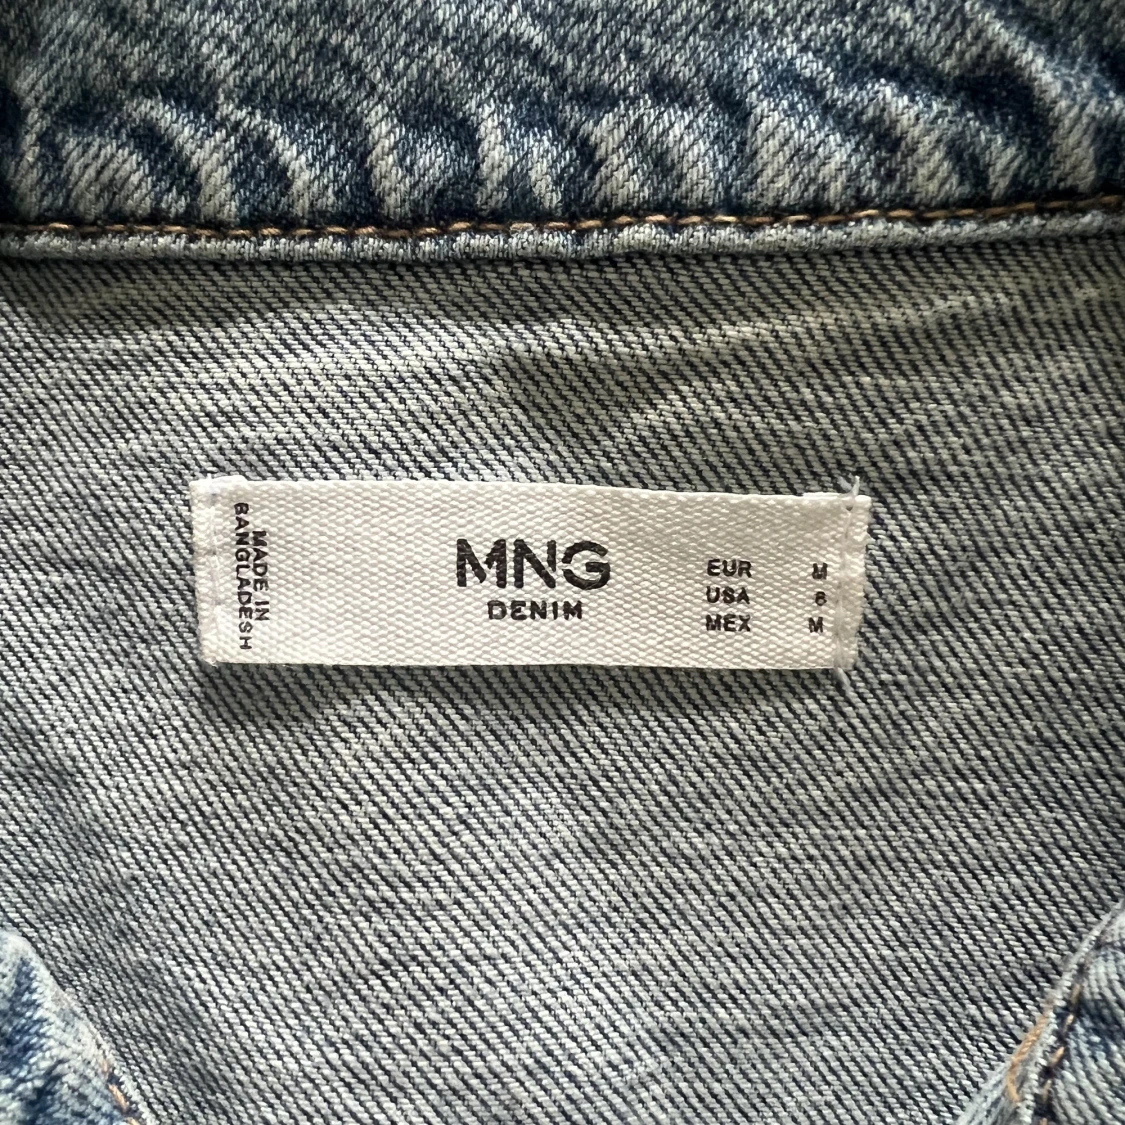 MADE IN
BANGLADESH
MNG
DENIM
EUR M
USA 6
MEX M